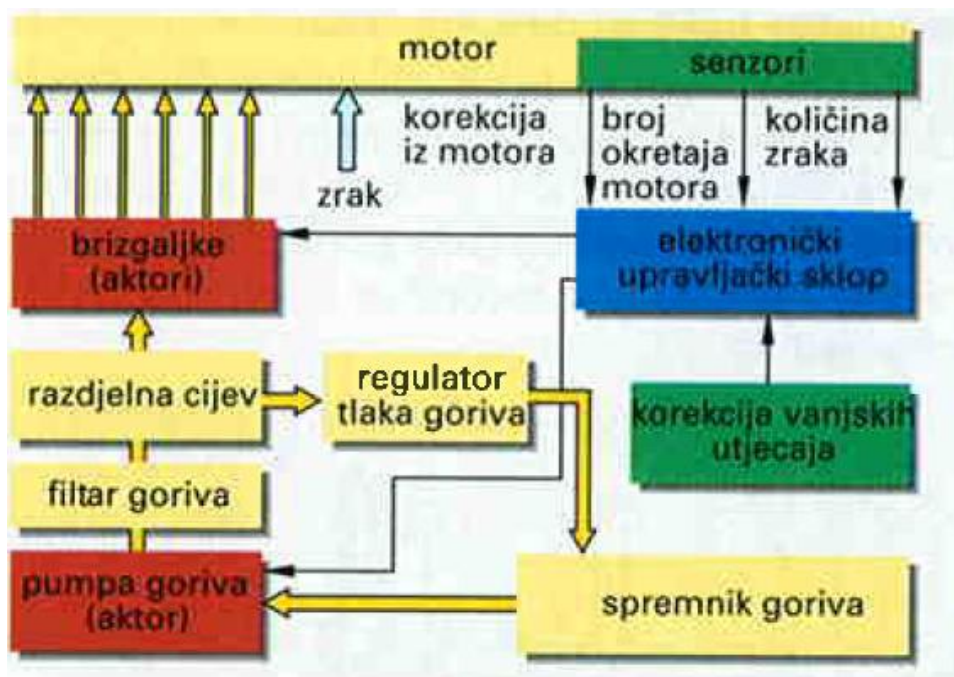 motor
senzori
korekcija
iz motora
broj
okretaja
motora
količina
zraka
zrak
brizgaljke
(aktori)
elektronički
upravljački sklop
razdjelna cijev
regulator
tlaka goriva
korekcija vanjskih
utjecaja
filtar goriva
pumpa goriva
(aktor)
spremnik goriva